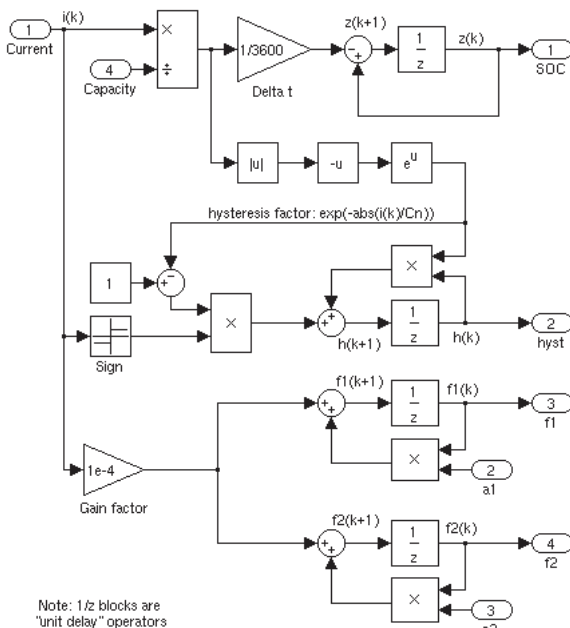 1
i(k)
Current
4
Capacity
×
÷
1/3600
Delta t
z(k+1)
-
+
1
z
z(k)
1
SOC
|u|
-u
e^u
hysteresis factor: exp(-abs(i(k)/Cn))
1
+
-
×
Sign
×
+
+
h(k+1)
1
z
h(k)
2
hyst
1e-4
Gain factor
f1(k+1)
+
+
1
z
f1(k)
3
f1
×
2
a1
f2(k+1)
+
+
1
z
f2(k)
4
f2
×
3
Note: 1/z blocks are
"unit delay" operators